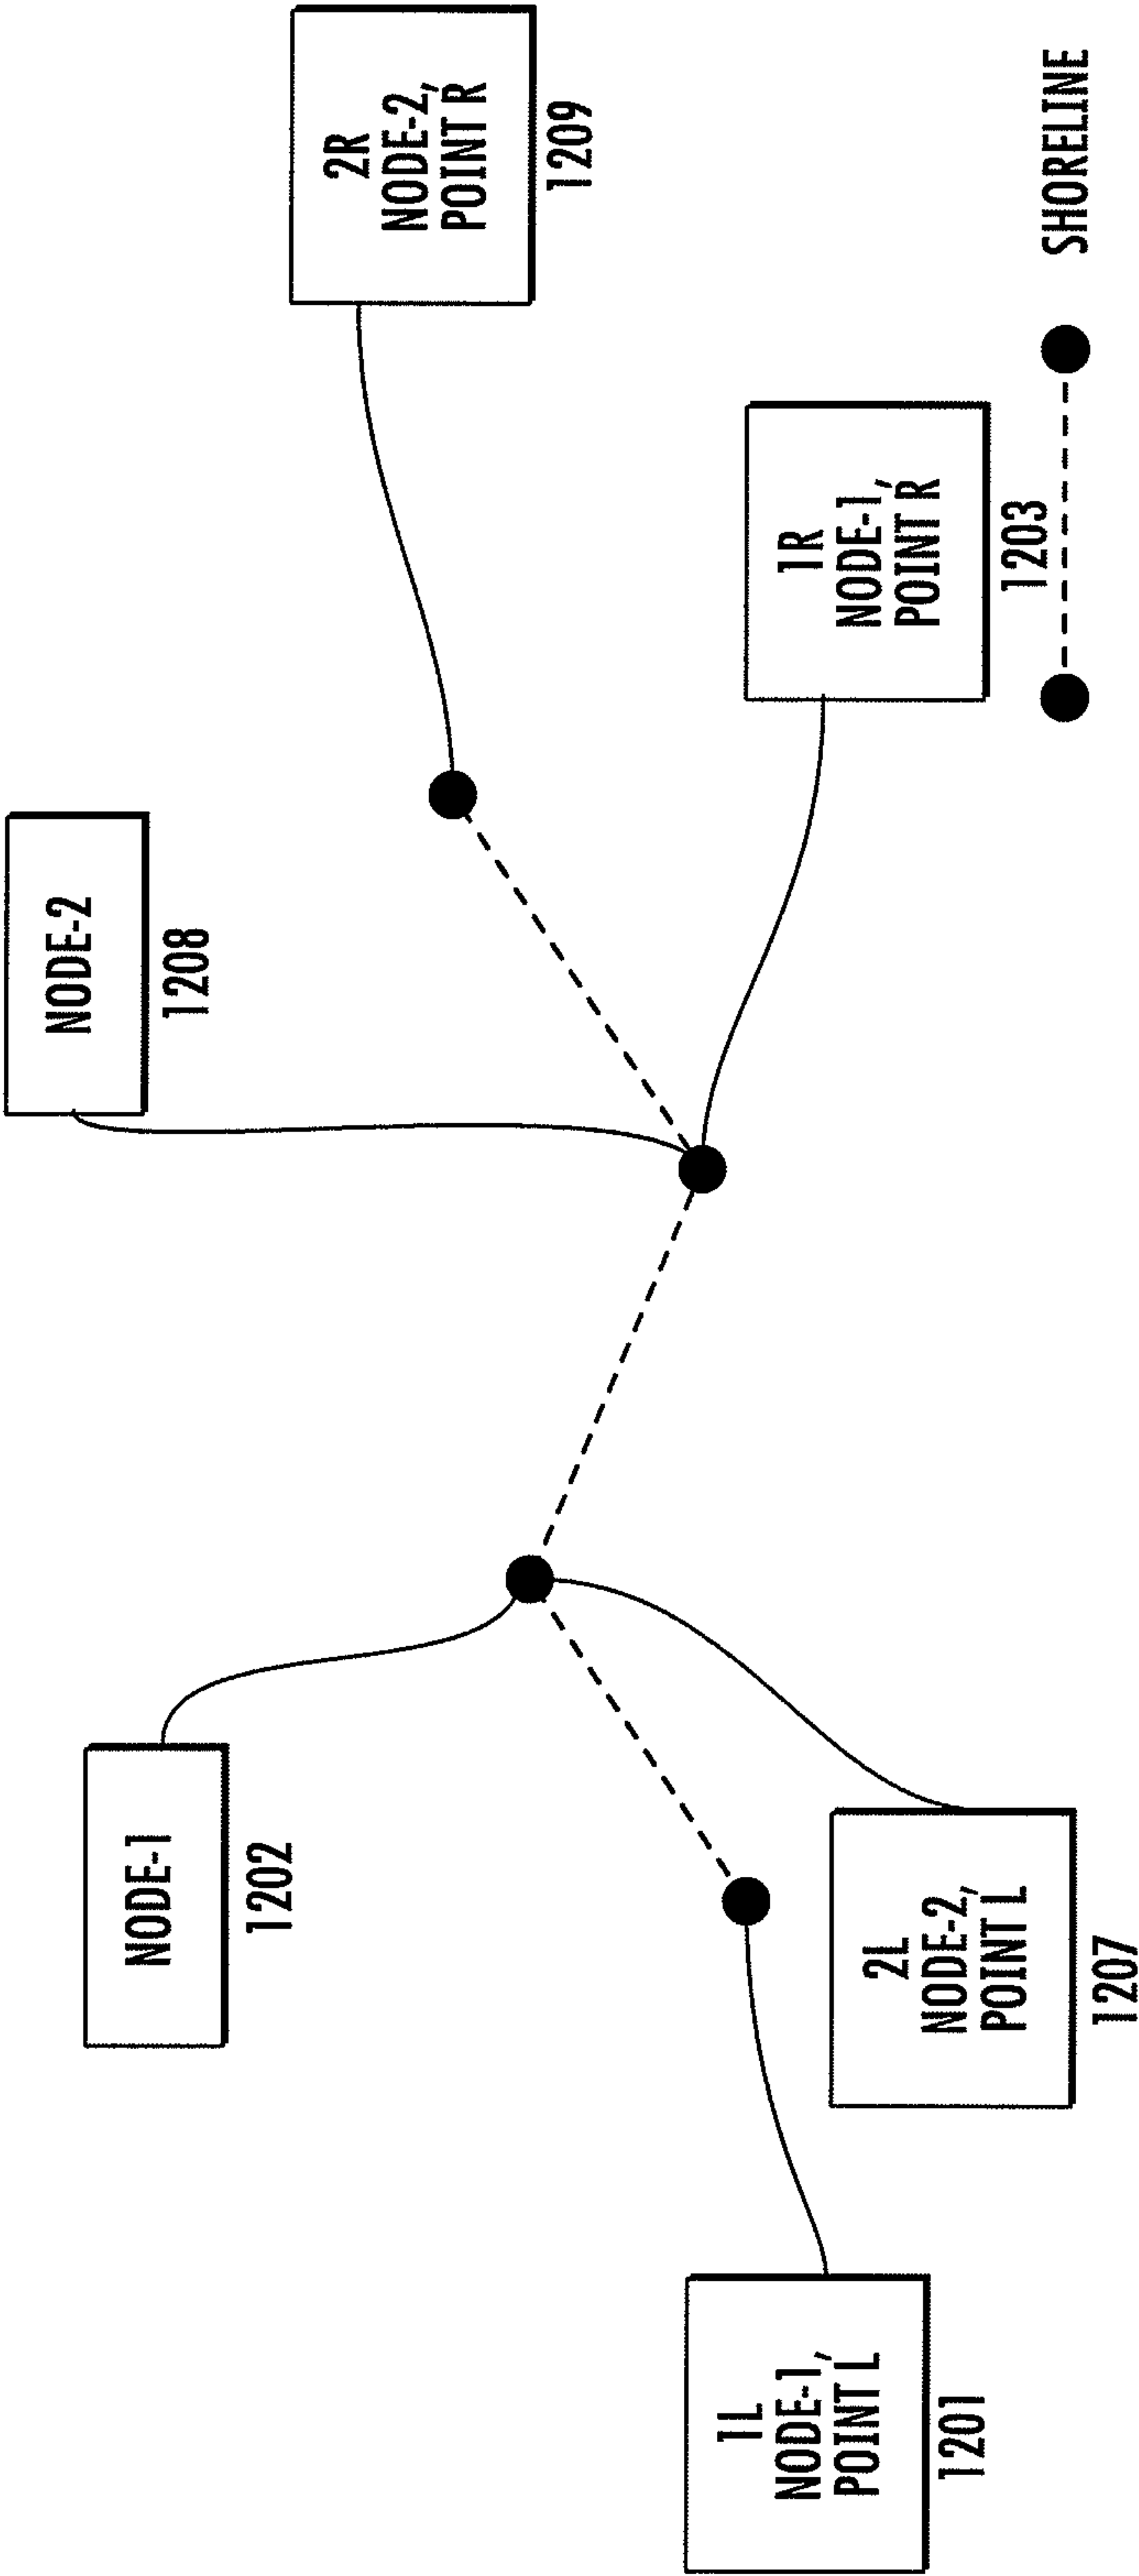 NODE-1
1202
NODE-2
1208
2R
NODE-2,
POINT R
1209
1L
NODE-1,
POINT L
1201
2L
NODE-2,
POINT L
1207
1R
NODE-1,
POINT R
1203
SHORELINE